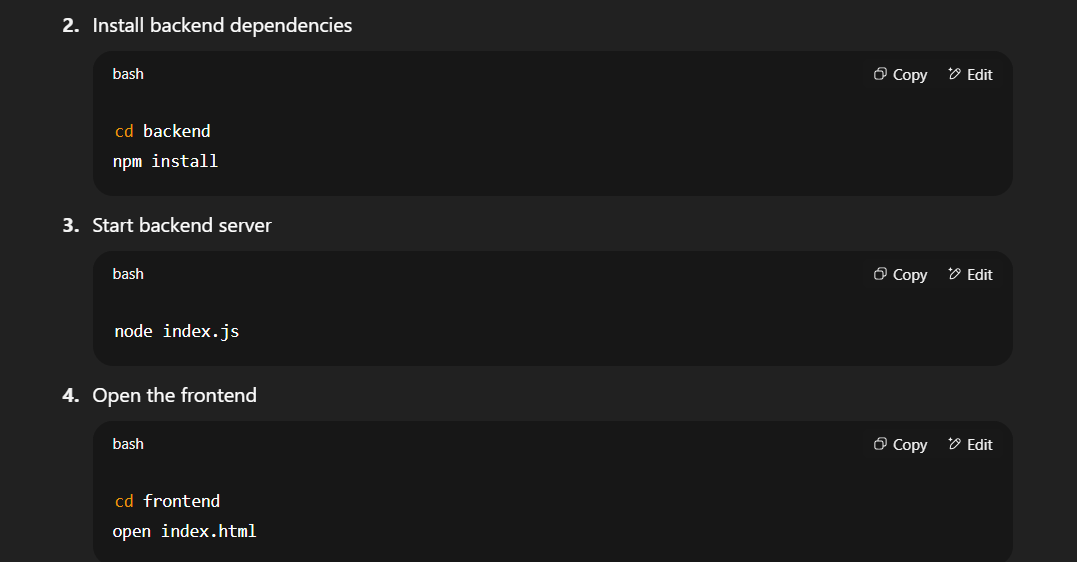 2. Install backend dependencies
bash Copy Edit
cd backend
npm install
3. Start backend server
bash Copy Edit
node index.js
4. Open the frontend
bash Copy Edit
cd frontend
open index.html